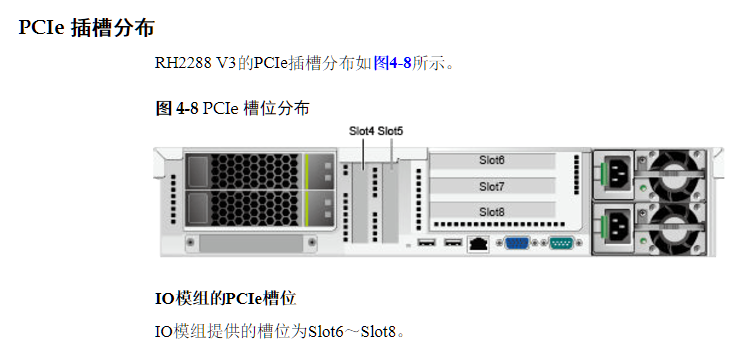 PCIe 插槽分布
RH2288 V3的PCIe插槽分布如图4-8所示。
图 4-8 PCIe 槽位分布
Slot4 Slot5
Slot6
Slot7
Slot8
IO模组的PCIe槽位
IO模组提供的槽位为Slot6～Slot8。